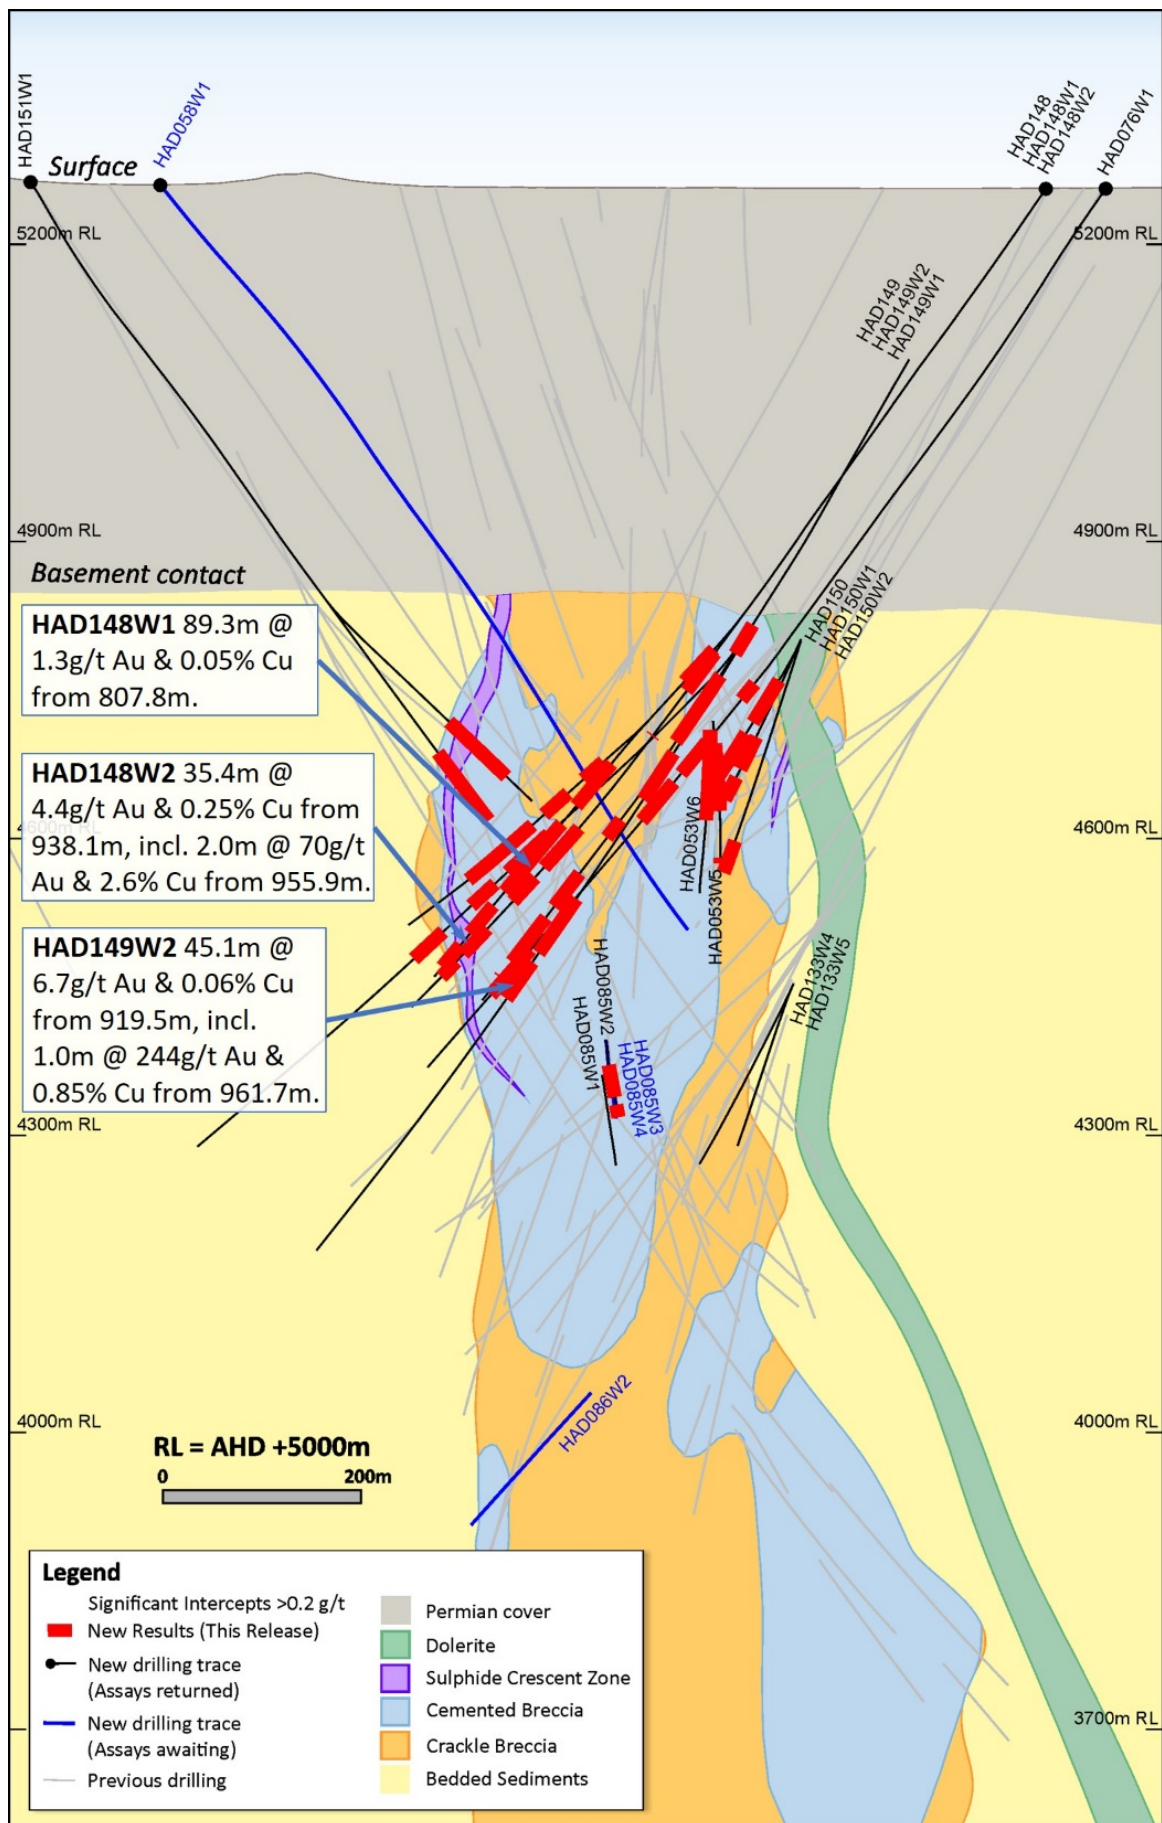 HAD151W1
HAD058W1
HAD148
HAD148W1
HAD148W2
HAD076W1
Surface
5200m RL
5200m RL
HAD149
HAD149W2
HAD149W1
4900m RL
4900m RL
Basement contact
HAD150
HAD150W1
HAD150W2
HAD148W1 89.3m @
1.3g/t Au & 0.05% Cu
from 807.8m.
HAD148W2 35.4m @
4.4g/t Au & 0.25% Cu from
938.1m, incl. 2.0m @ 70g/t
Au & 2.6% Cu from 955.9m.
4600m RL
4600m RL
HAD053W6
HAD053W5
HAD149W2 45.1m @
6.7g/t Au & 0.06% Cu
from 919.5m, incl.
1.0m @ 244g/t Au &
0.85% Cu from 961.7m.
HAD133W4
HAD133W5
HAD085W2
HAD085W1
HAD085W3
HAD085W4
4300m RL
4300m RL
HAD086W2
4000m RL
4000m RL
RL = AHD +5000m
0 200m
Legend
Significant Intercepts >0.2 g/t
New Results (This Release)
New drilling trace
(Assays returned)
New drilling trace
(Assays awaiting)
Previous drilling
Permian cover
Dolerite
Sulphide Crescent Zone
Cemented Breccia
Crackle Breccia
Bedded Sediments
3700m RL